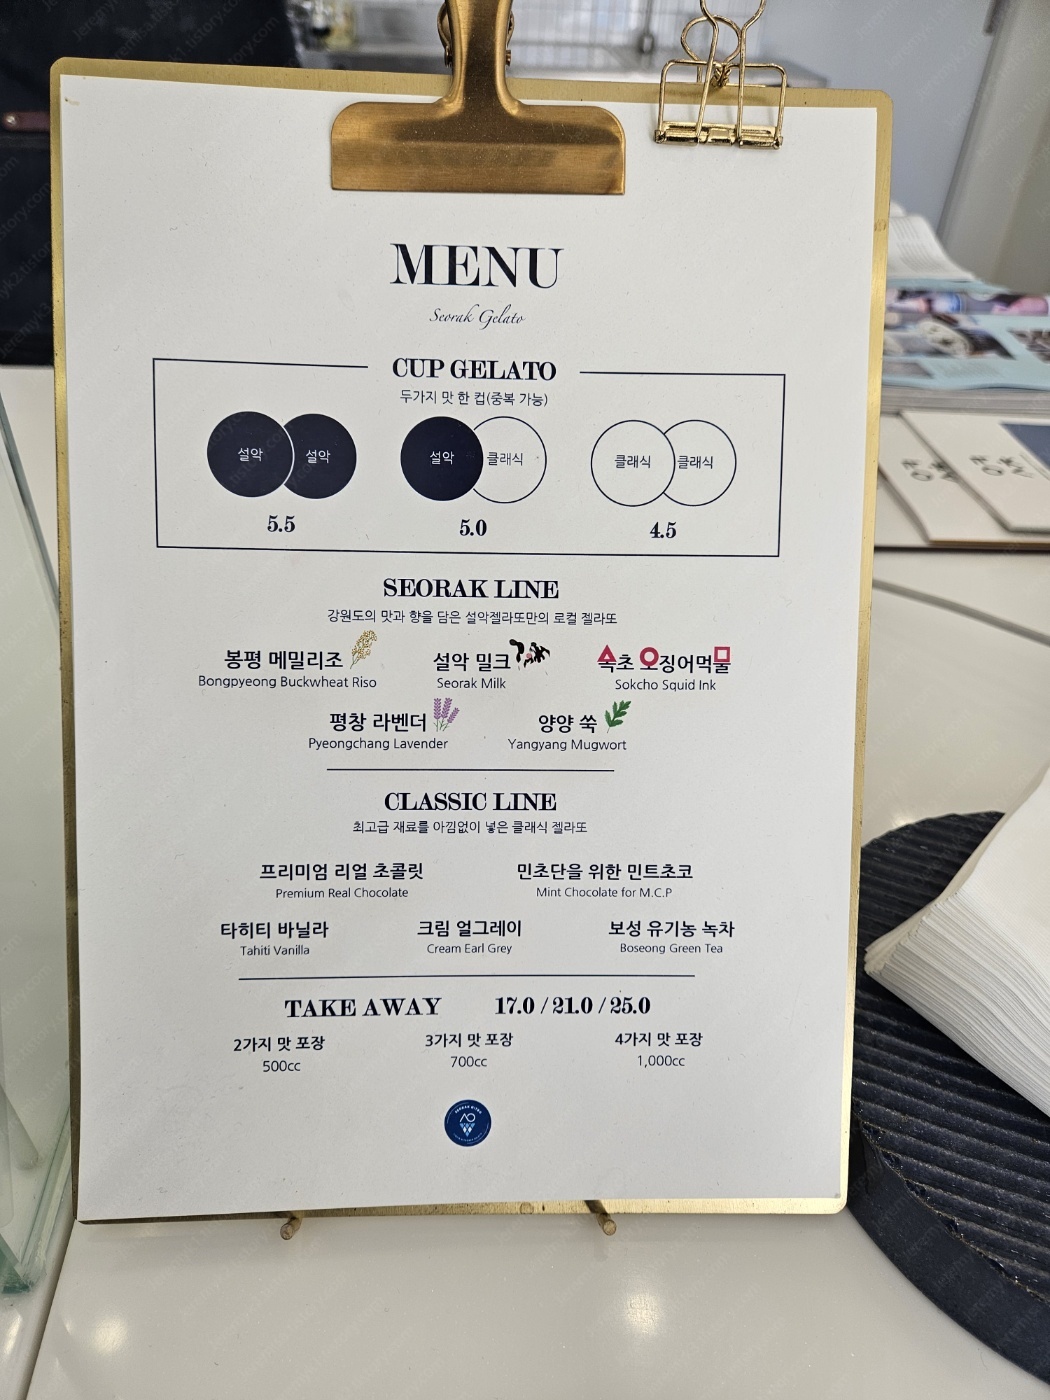 MENU
Seorak Gelato
CUP GELATO
두가지 맛 한 컵(중복 가능)
설악 설악 설악 클래식 클래식 클래식
5.5 5.0 4.5
SEORAK LINE
강원도의 맛과 향을 담은 설악젤라또만의 로컬 젤라또
봉평 메밀리조 설악 밀크 속초 오징어먹물
Bongpyeong Buckwheat Riso Seorak Milk Sokcho Squid Ink
평창 라벤더 양양 쑥
Pyeongchang Lavender Yangyang Mugwort
CLASSIC LINE
최고급 재료를 아낌없이 넣은 클래식 젤라또
프리미엄 리얼 초콜릿 민초단을 위한 민트초코
Premium Real Chocolate Mint Chocolate for M.C.P
타히티 바닐라 크림 얼그레이 보성 유기농 녹차
Tahiti Vanilla Cream Earl Grey Boseong Green Tea
TAKE AWAY 17.0 / 21.0 / 25.0
2가지 맛 포장 3가지 맛 포장 4가지 맛 포장
500cc 700cc 1,000cc